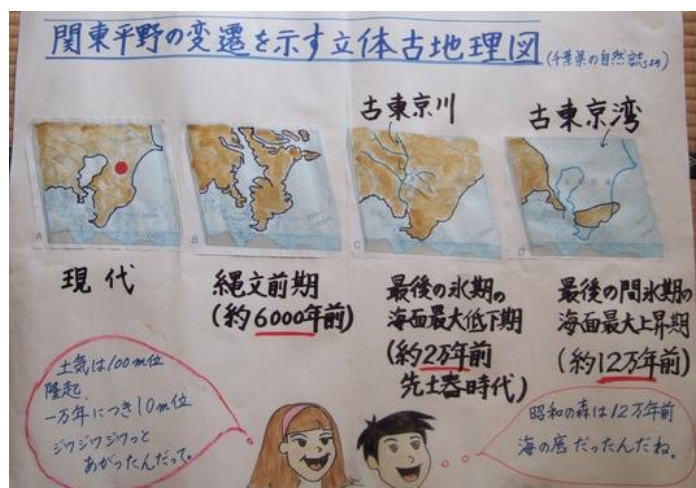 関東平野の変遷を示す立体古地理図(千葉県の自然誌より)
古東京川
古東京湾
A
B
C
D
現代
縄文前期
(約6000年前)
最後の氷期の
海面最大低下期
(約2万年前
先土器時代)
最後の間氷期の
海面最大上昇期
(約12万年前)
土気は100m位
隆起。
一万年につき10m位
ジワジワジワっと
あがったんだって。
昭和の森は12万年前
海の底だったんだね。